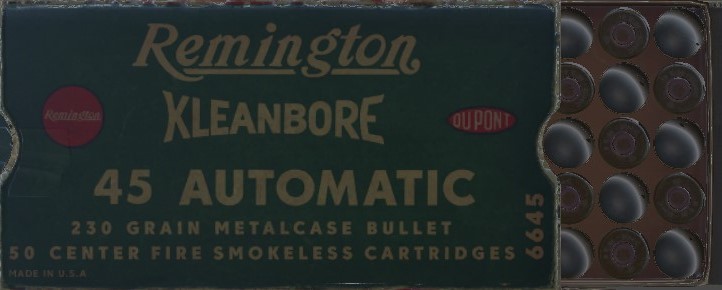 Remington
KLEANBORE
Remington
DU PONT
45 AUTOMATIC
230 GRAIN METALCASE BULLET
50 CENTER FIRE SMOKELESS CARTRIDGES
6645
MADE IN U.S.A